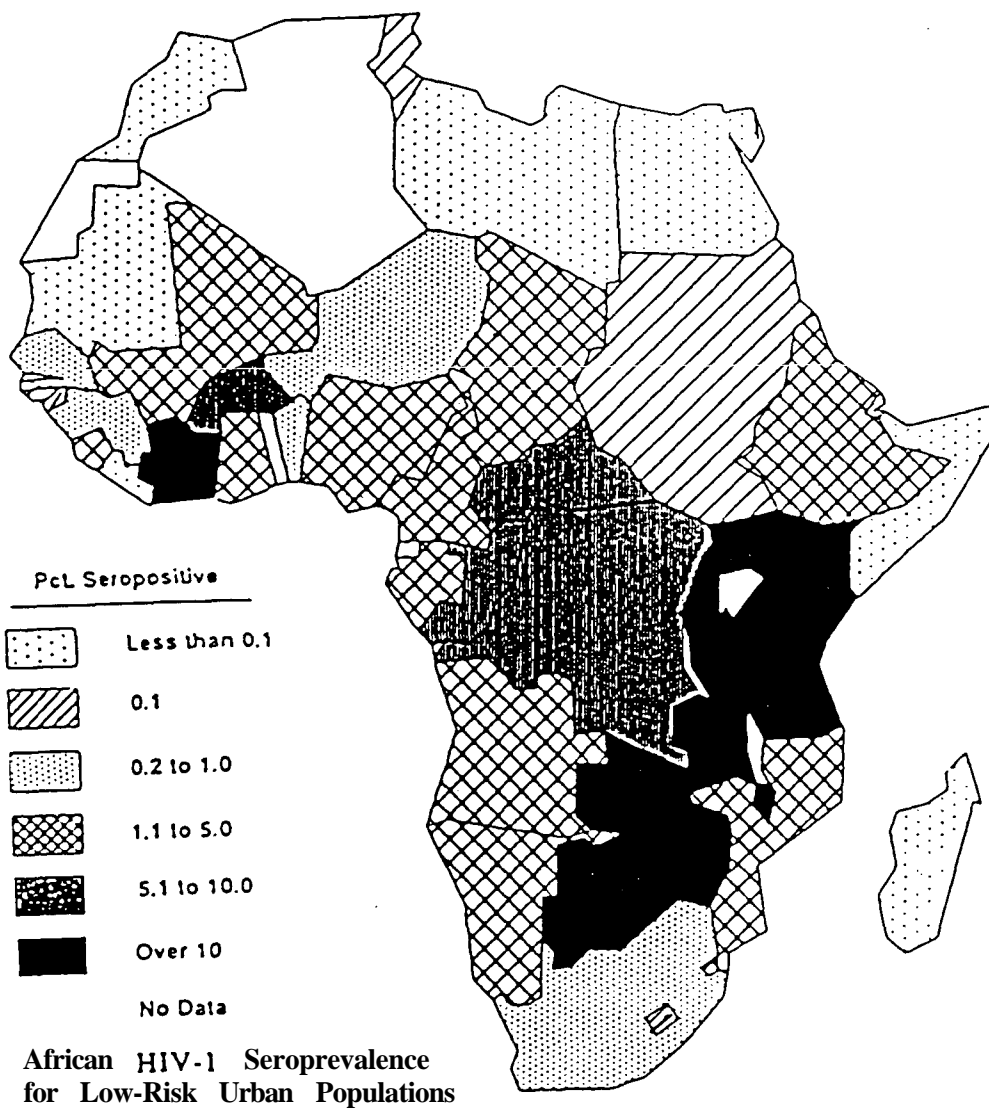 PcL Seropositive
Less than 0.1
0.1
0.2 to 1.0
1.1 to 5.0
5.1 to 10.0
Over 10
No Data
African HIV-1 Seroprevalence
for Low-Risk Urban Populations